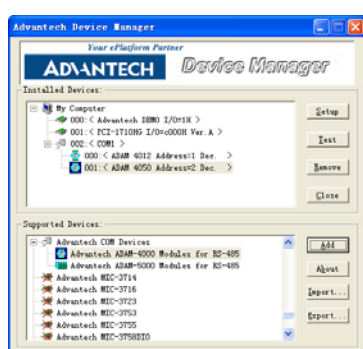 Advantech Device Manager
Your ePlatform Partner
ADVANTECH Device Manager
Installed Devices:
My Computer
000:< Advantech DEMO I/O=1H >
001:< PCI-1710HG I/O=c000H Ver.A >
002:< COM1 >
000:< ADAM 4012 Address=1 Dec. >
001:< ADAM 4050 Address=2 Dec. >
Setup
Test
Remove
Close
Supported Devices:
Advantech COM Devices
Advantech ADAM-4000 Modules for RS-485
Advantech ADAM-5000 Modules for RS-485
Advantech MIC-3714
Advantech MIC-3716
Advantech MIC-3723
Advantech MIC-3753
Advantech MIC-3755
Advantech MIC-3758DIO
Add
About
Import...
Export...